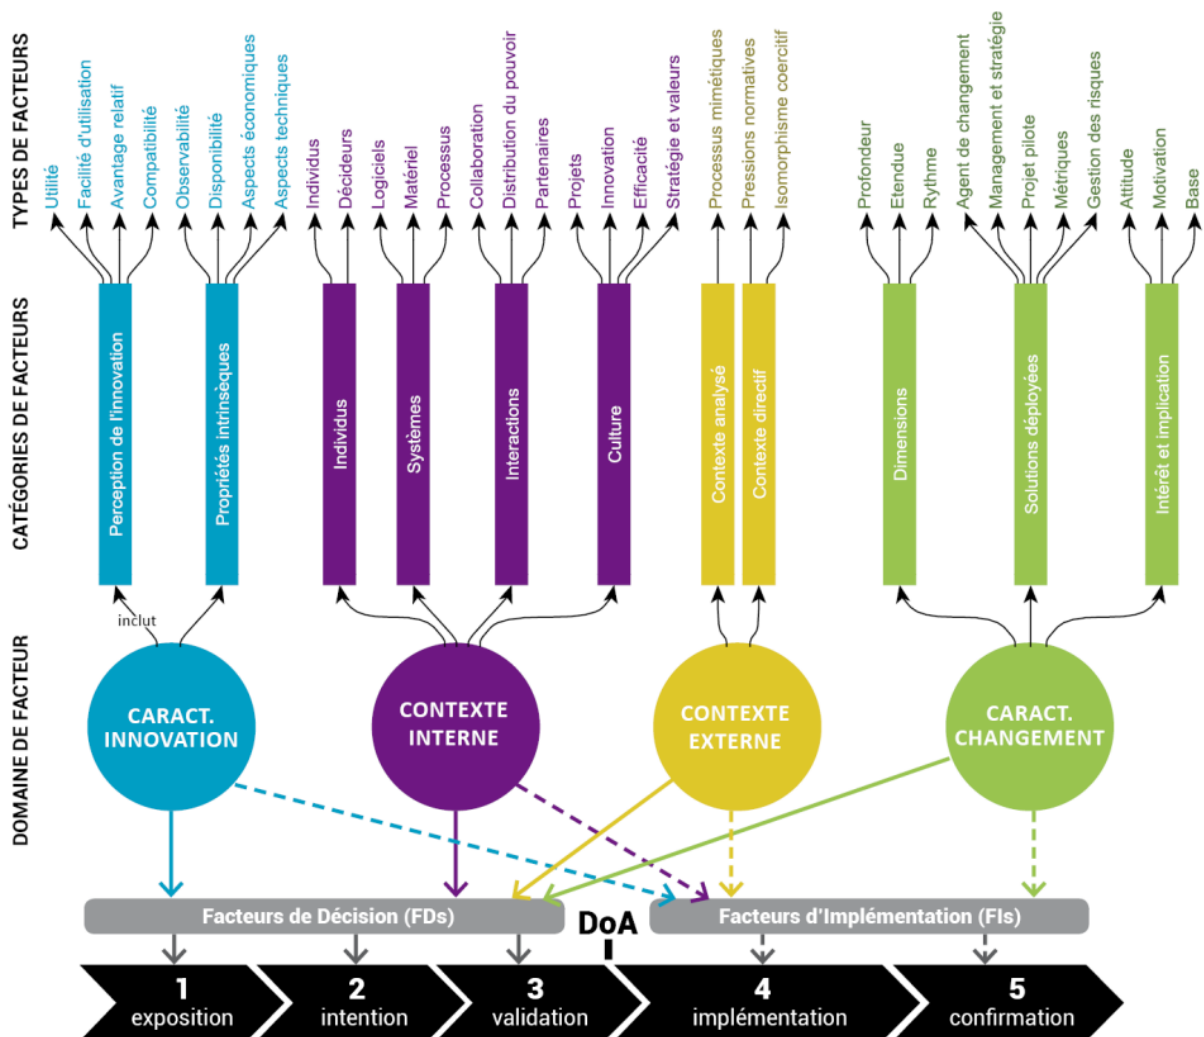 TYPES DE FACTEURS
Utilité
Facilité d'utilisation
Avantage relatif
Compatibilité
Observabilité
Disponibilité
Aspects économiques
Aspects techniques
Individus
Décideurs
Logiciels
Matériel
Processus
Collaboration
Distribution du pouvoir
Partenaires
Projets
Innovation
Efficacité
Stratégie et valeurs
Processus mimétiques
Pressions normatives
Isomorphisme coercitif
Profondeur
Etendue
Rythme
Agent de changement
Management et stratégie
Projet pilote
Métriques
Gestion des risques
Attitude
Motivation
Base
CATÉGORIES DE FACTEURS
Perception de l'innovation
Propriétés intrinsèques
Individus
Systèmes
Interactions
Culture
Contexte analysé
Contexte directif
Dimensions
Solutions déployées
Intérêt et implication
inclut
DOMAINE DE FACTEUR
CARACT.
INNOVATION
CONTEXTE
INTERNE
CONTEXTE
EXTERNE
CARACT.
CHANGEMENT
Facteurs de Décision (FDs)
DoA
Facteurs d'Implémentation (FIs)
1
exposition
2
intention
3
validation
4
implémentation
5
confirmation